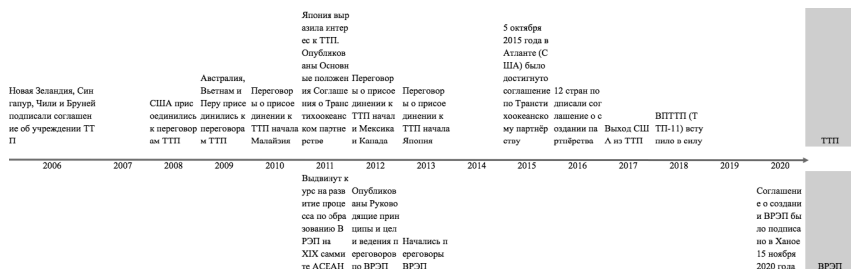 Новая Зеландия, Син
гапур, Чили и Бруней
подписали соглашен
ие об учреждении ТТ
П
США прис
оединились
к переговор
ам ТТП
Австралия,
Вьетнам и
Перу присе
динились к
переговора
м ТТП
Переговор
ы о присое
динении к
ТТП начала
Малайзия
Япония выр
азила интер
ес к ТТП.
Опубликов
аны Основн
ые положен
ия Соглаше
ния о Транс
тихоокеанс
ком партне
рстве
Переговор
ы о присое
динении к
ТТП начал
и Мексика
и Канада
Переговор
ы о присое
динении к
ТТП начала
Япония
5 октября
2015 года в
Атланте (С
ША) было
достигнуто
соглашение
по Трансти
хоокеанско
му партнёр
ству
12 стран по
дписали сог
лашение о с
оздании па
ртнёрства
Выход СШ
А из ТТП
ВПТТП (Т
ТП-11) всту
пило в силу
ТТП
2006 2007 2008 2009 2010 2011 2012 2013 2014 2015 2016 2017 2018 2019 2020
Выдвинут к
урс на разв
итие проце
сса по обра
зованию В
РЭП на
XIX самми
те АСЕАН
Опубликов
аны Руково
дящие прин
ципы и цел
и ведения п
ереговоров
по ВРЭП
Начались п
ереговоры
ВРЭП
Соглашени
е о создани
и ВРЭП бы
ло подписа
но в Ханое
15 ноября
2020 года
ВРЭП